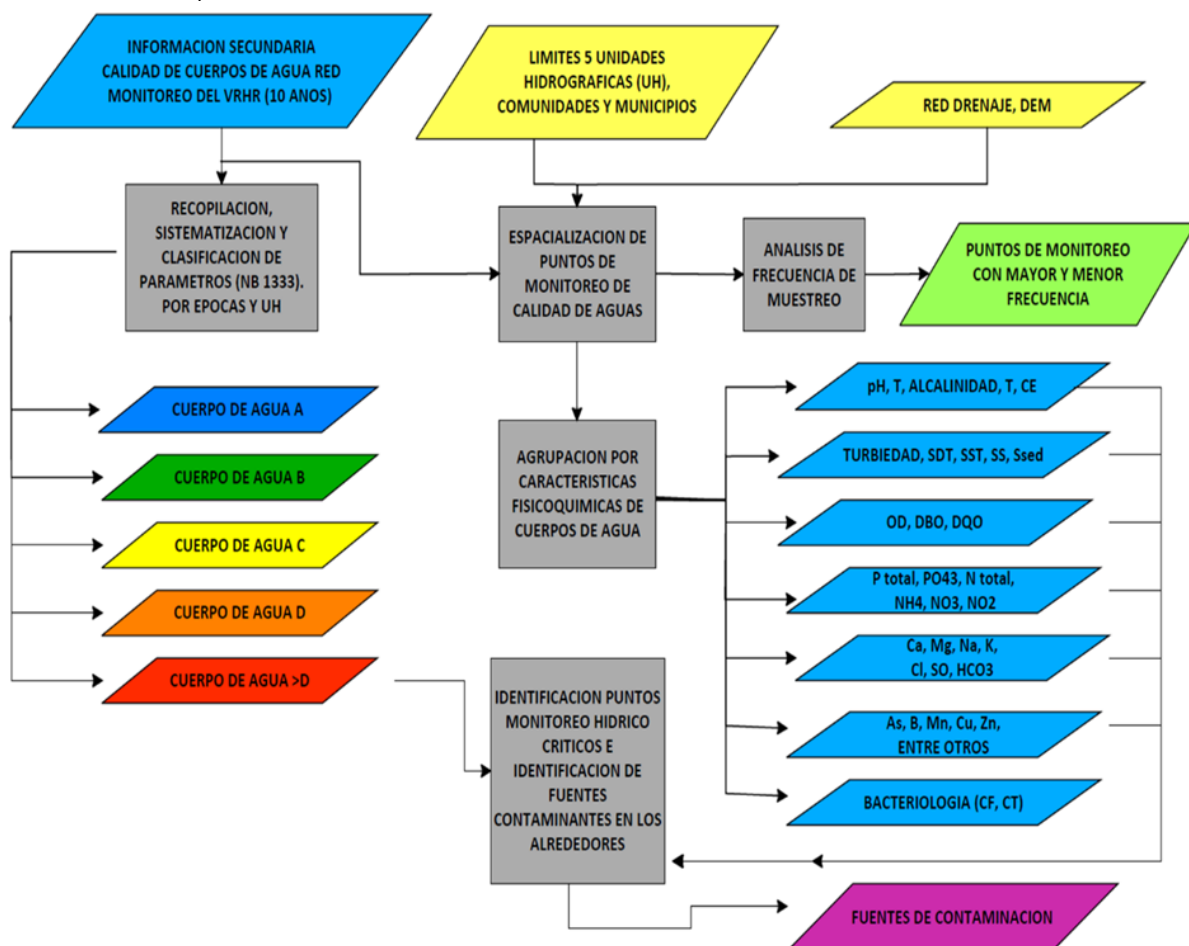 INFORMACION SECUNDARIA
CALIDAD DE CUERPOS DE AGUA RED
MONITOREO DEL VRHR (10 ANOS)
LIMITES 5 UNIDADES
HIDROGRAFICAS (UH),
COMUNIDADES Y MUNICIPIOS
RED DRENAJE, DEM
RECOPILACION,
SISTEMATIZACION Y
CLASIFICACION DE
PARAMETROS (NB 1333).
POR EPOCAS Y UH
ESPACIALIZACION DE
PUNTOS DE
MONITOREO DE
CALIDAD DE AGUAS
ANALISIS DE
FRECUENCIA DE
MUESTREO
PUNTOS DE MONITOREO
CON MAYOR Y MENOR
FRECUENCIA
CUERPO DE AGUA A
CUERPO DE AGUA B
CUERPO DE AGUA C
CUERPO DE AGUA D
CUERPO DE AGUA >D
AGRUPACION POR
CARACTERISTICAS
FISICOQUIMICAS DE
CUERPOS DE AGUA
pH, T, ALCALINIDAD, T, CE
TURBIEDAD, SDT, SST, SS, Ssed
OD, DBO, DQO
P total, PO43, N total,
NH4, NO3, NO2
Ca, Mg, Na, K,
Cl, SO, HCO3
As, B, Mn, Cu, Zn,
ENTRE OTROS
BACTERIOLOGIA (CF, CT)
IDENTIFICACION PUNTOS
MONITOREO HIDRICO
CRITICOS E
IDENTIFICACION DE
FUENTES
CONTAMINANTES EN LOS
ALREDEDORES
FUENTES DE CONTAMINACION